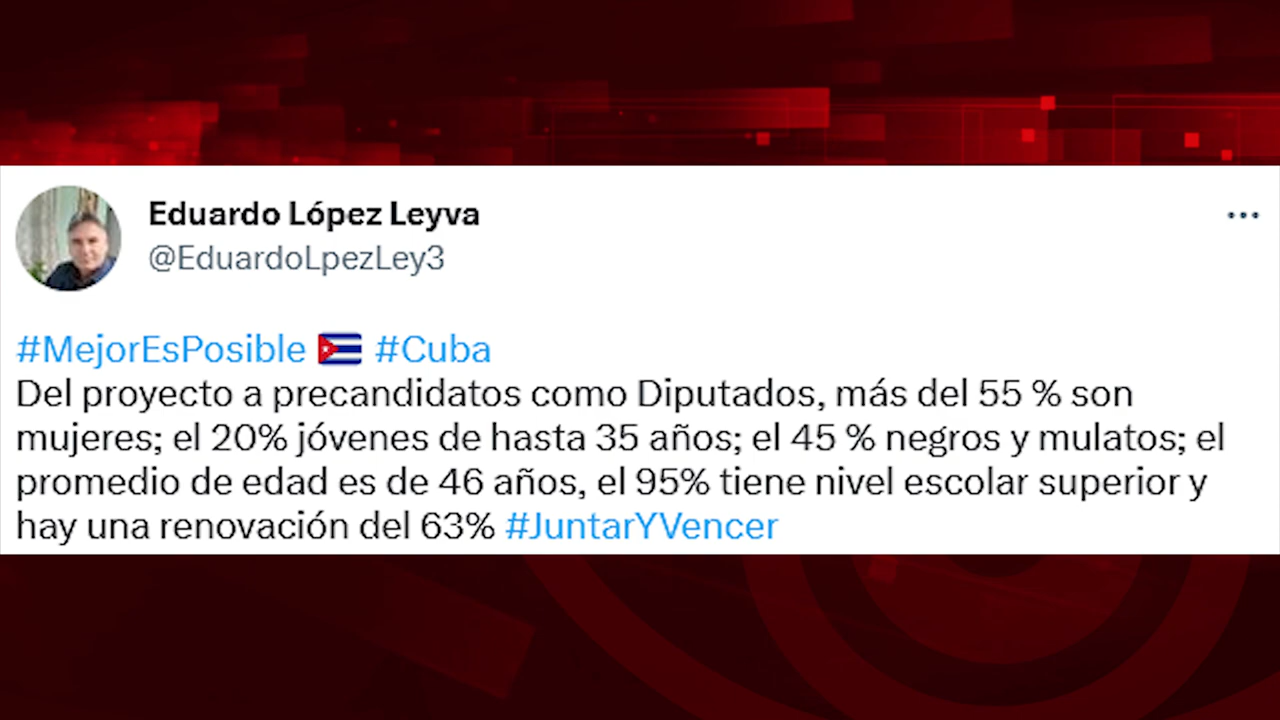 Eduardo López Leyva
@EduardoLpezLey3
#MejorEsPosible 🇨🇺 #Cuba
Del proyecto a precandidatos como Diputados, más del 55 % son
mujeres; el 20% jóvenes de hasta 35 años; el 45 % negros y mulatos; el
promedio de edad es de 46 años, el 95% tiene nivel escolar superior y
hay una renovación del 63% #JuntarYVencer